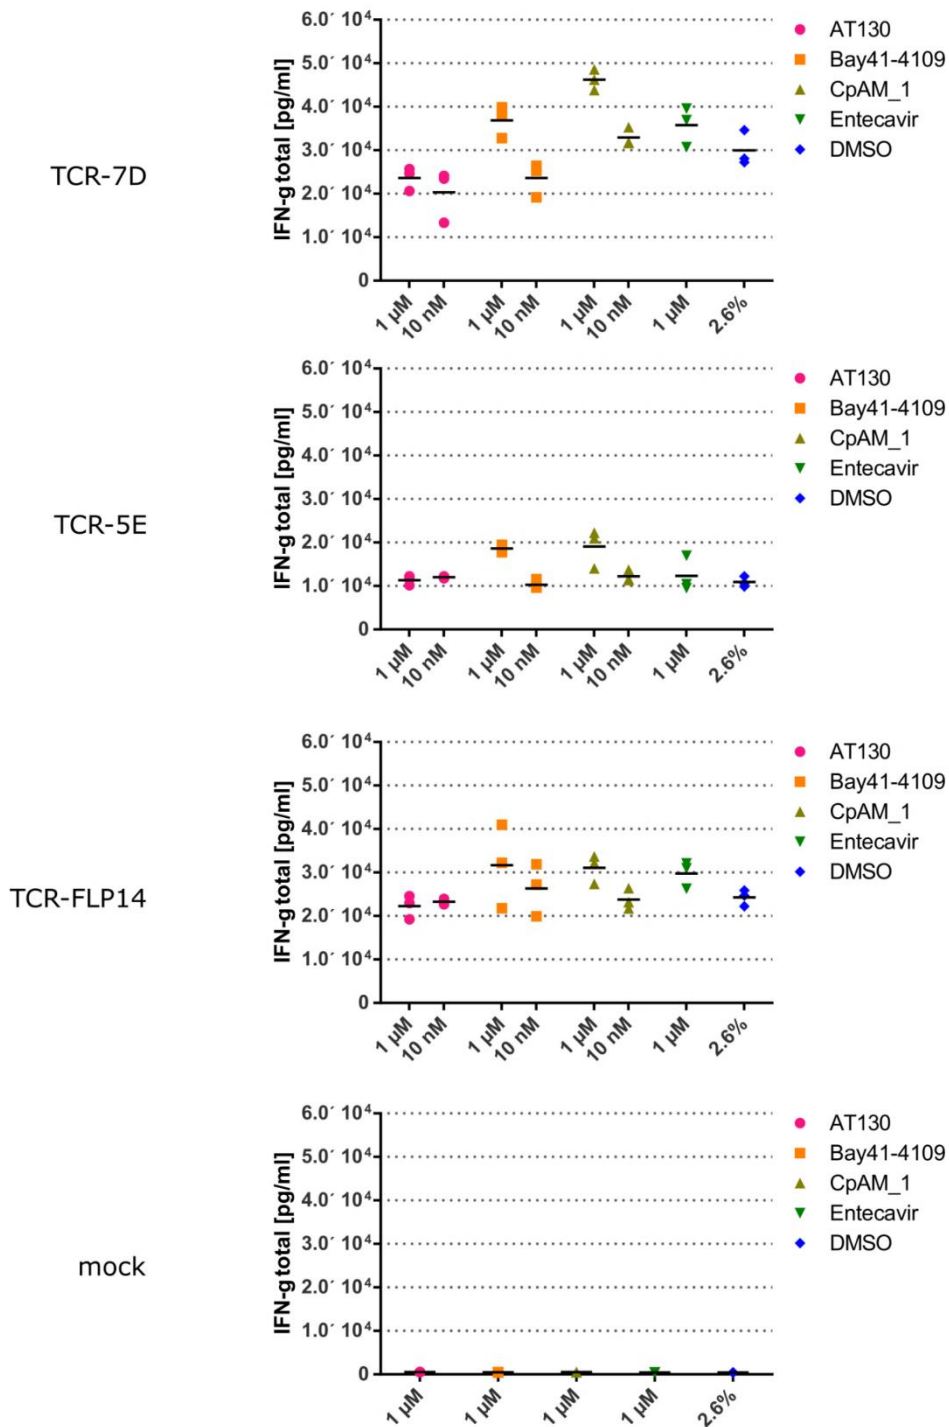 TCR-7D
IFN-g total [pg/ml]
6.0´ 10⁴
5.0´ 10⁴
4.0´ 10⁴
3.0´ 10⁴
2.0´ 10⁴
1.0´ 10⁴
0
1 µM
10 nM
1 µM
10 nM
1 µM
10 nM
1 µM
2.6%
AT130
Bay41-4109
CpAM_1
Entecavir
DMSO
TCR-5E
IFN-g total [pg/ml]
6.0´ 10⁴
5.0´ 10⁴
4.0´ 10⁴
3.0´ 10⁴
2.0´ 10⁴
1.0´ 10⁴
0
1 µM
10 nM
1 µM
10 nM
1 µM
10 nM
1 µM
2.6%
AT130
Bay41-4109
CpAM_1
Entecavir
DMSO
TCR-FLP14
IFN-g total [pg/ml]
6.0´ 10⁴
5.0´ 10⁴
4.0´ 10⁴
3.0´ 10⁴
2.0´ 10⁴
1.0´ 10⁴
0
1 µM
10 nM
1 µM
10 nM
1 µM
10 nM
1 µM
2.6%
AT130
Bay41-4109
CpAM_1
Entecavir
DMSO
mock
IFN-g total [pg/ml]
6.0´ 10⁴
5.0´ 10⁴
4.0´ 10⁴
3.0´ 10⁴
2.0´ 10⁴
1.0´ 10⁴
0
1 µM
1 µM
1 µM
1 µM
2.6%
AT130
Bay41-4109
CpAM_1
Entecavir
DMSO